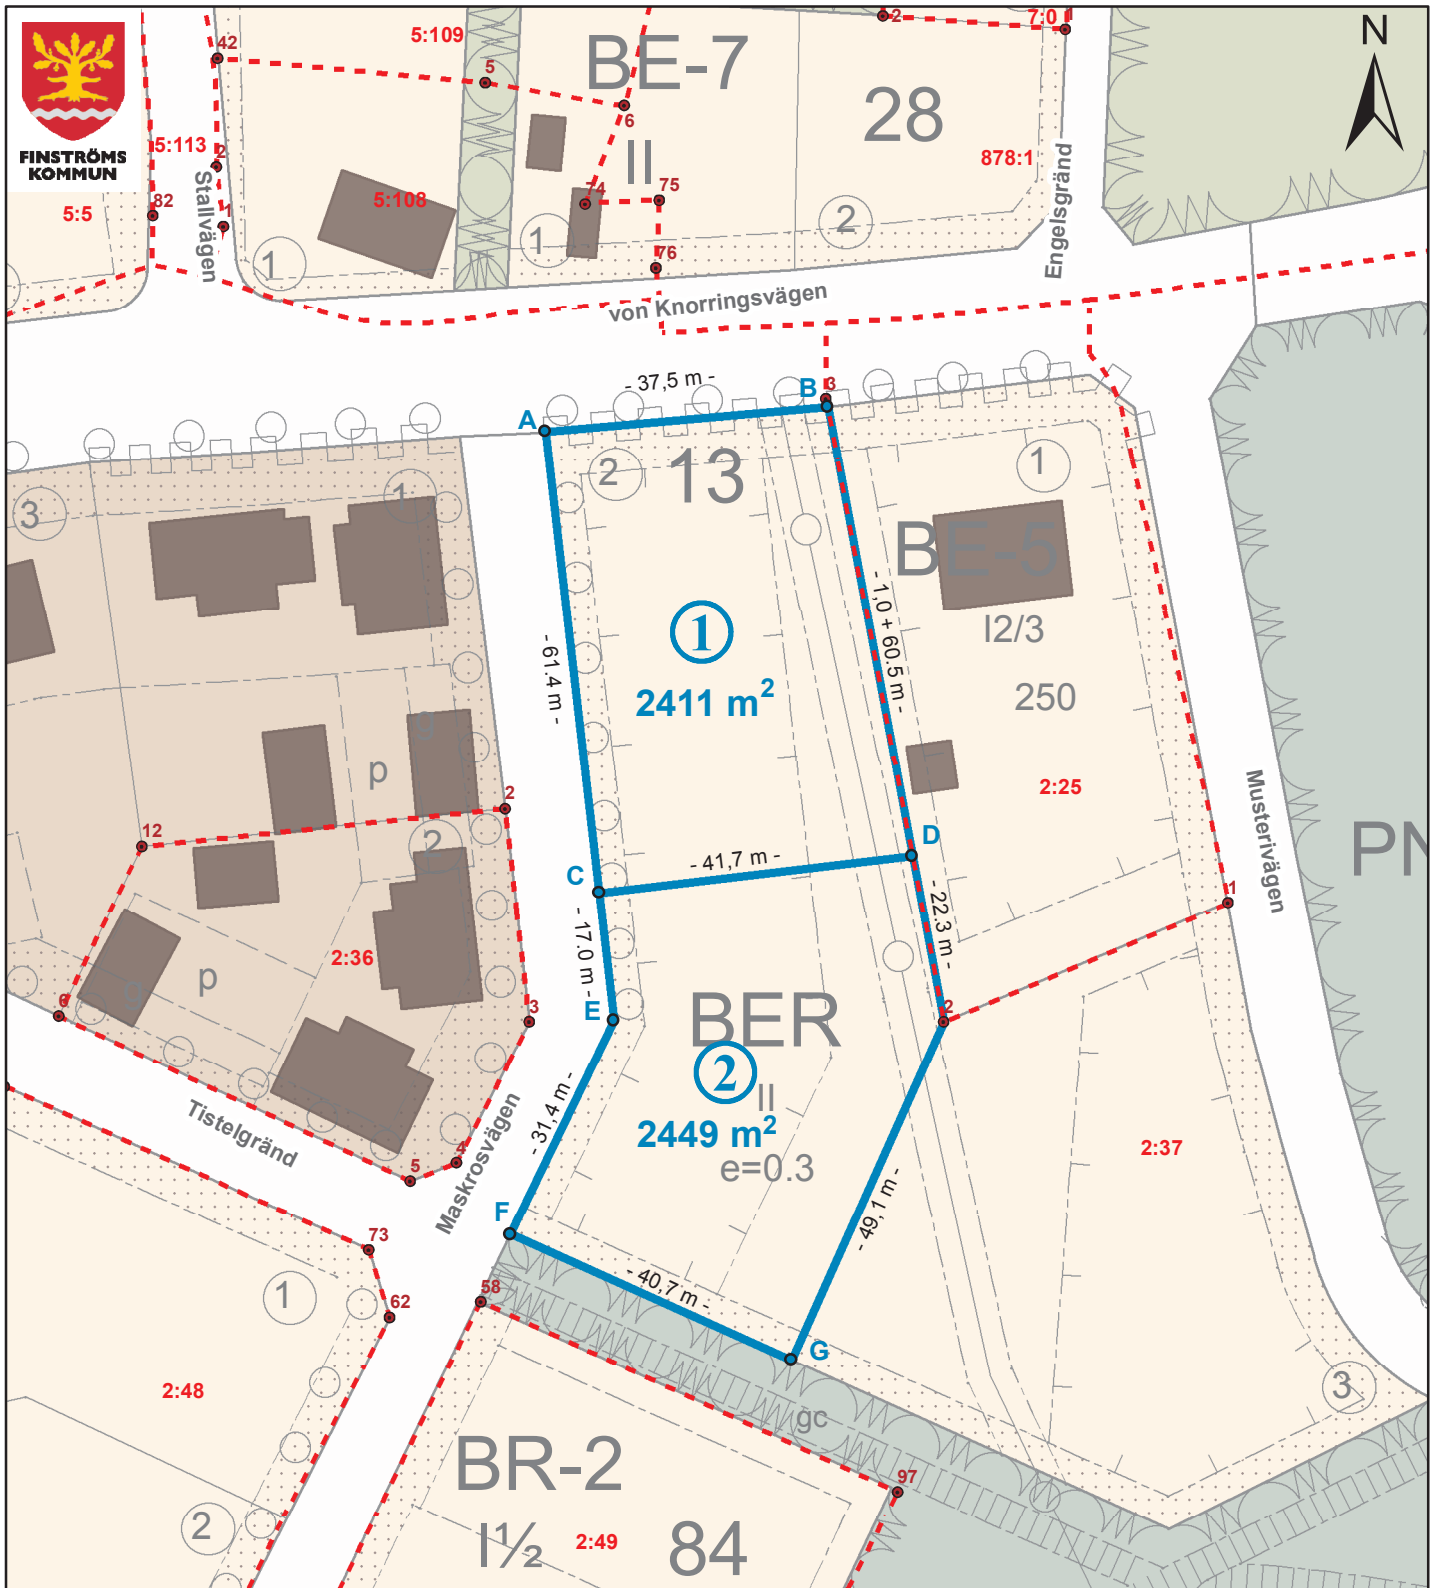 FINSTRÖMS
KOMMUN
N
42
5:109
5
BE-7
6
2
7:0
28
878:1
5:113
2
Stallvägen
5:5
82
1
5:108
74
II
75
76
1
1
2
Engelsgränd
von Knorringsvägen
- 37,5 m -
A
B
3
2
13
1
3
1
BE-5
I2/3
250
- 61.4 m -
1
2411 m²
- 1,0 + 60.5 m -
g
p
2
12
2
2:25
Musterivägen
PN
C
- 41,7 m -
D
- 22.3 m -
1
- 17.0 m -
2:36
p
g
6
3
E
BER
2
2
II
2449 m²
e=0.3
- 31,4 m -
Tistelgränd
Maskrosvägen
4
5
2:37
- 49,1 m -
F
73
58
- 40,7 m -
1
62
G
2:48
3
gc
BR-2
97
2
I½
2:49
84